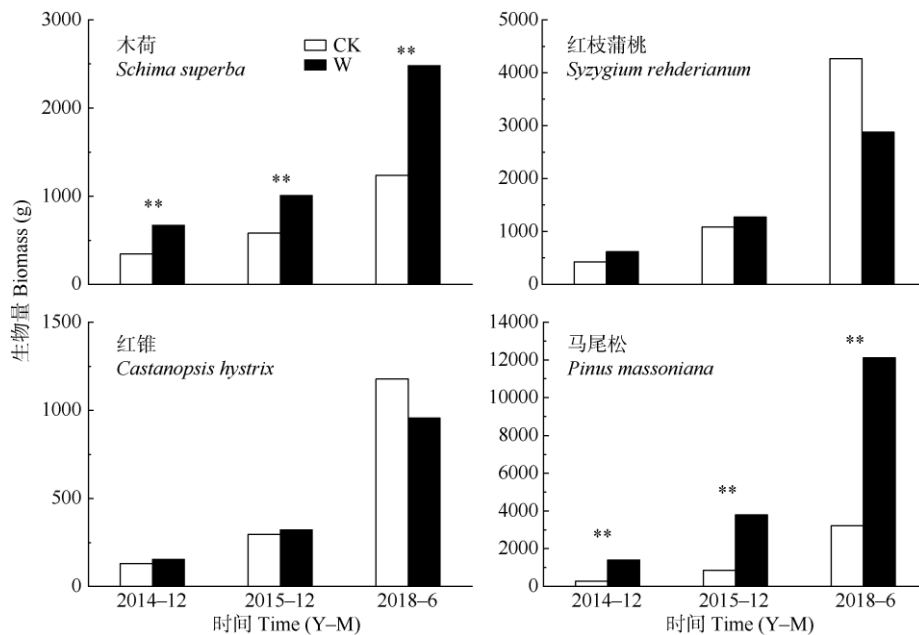 生物量 Biomass (g)
3000
2000
1000
0
木荷
Schima superba
CK
W
**
**
**
5000
4000
3000
2000
1000
0
红枝蒲桃
Syzygium rehderianum
1500
1000
500
0
红锥
Castanopsis hystrix
2014–12
2015–12
2018–6
时间 Time (Y–M)
14000
12000
10000
8000
6000
4000
2000
0
马尾松
Pinus massoniana
**
**
**
2014–12
2015–12
2018–6
时间 Time (Y–M)